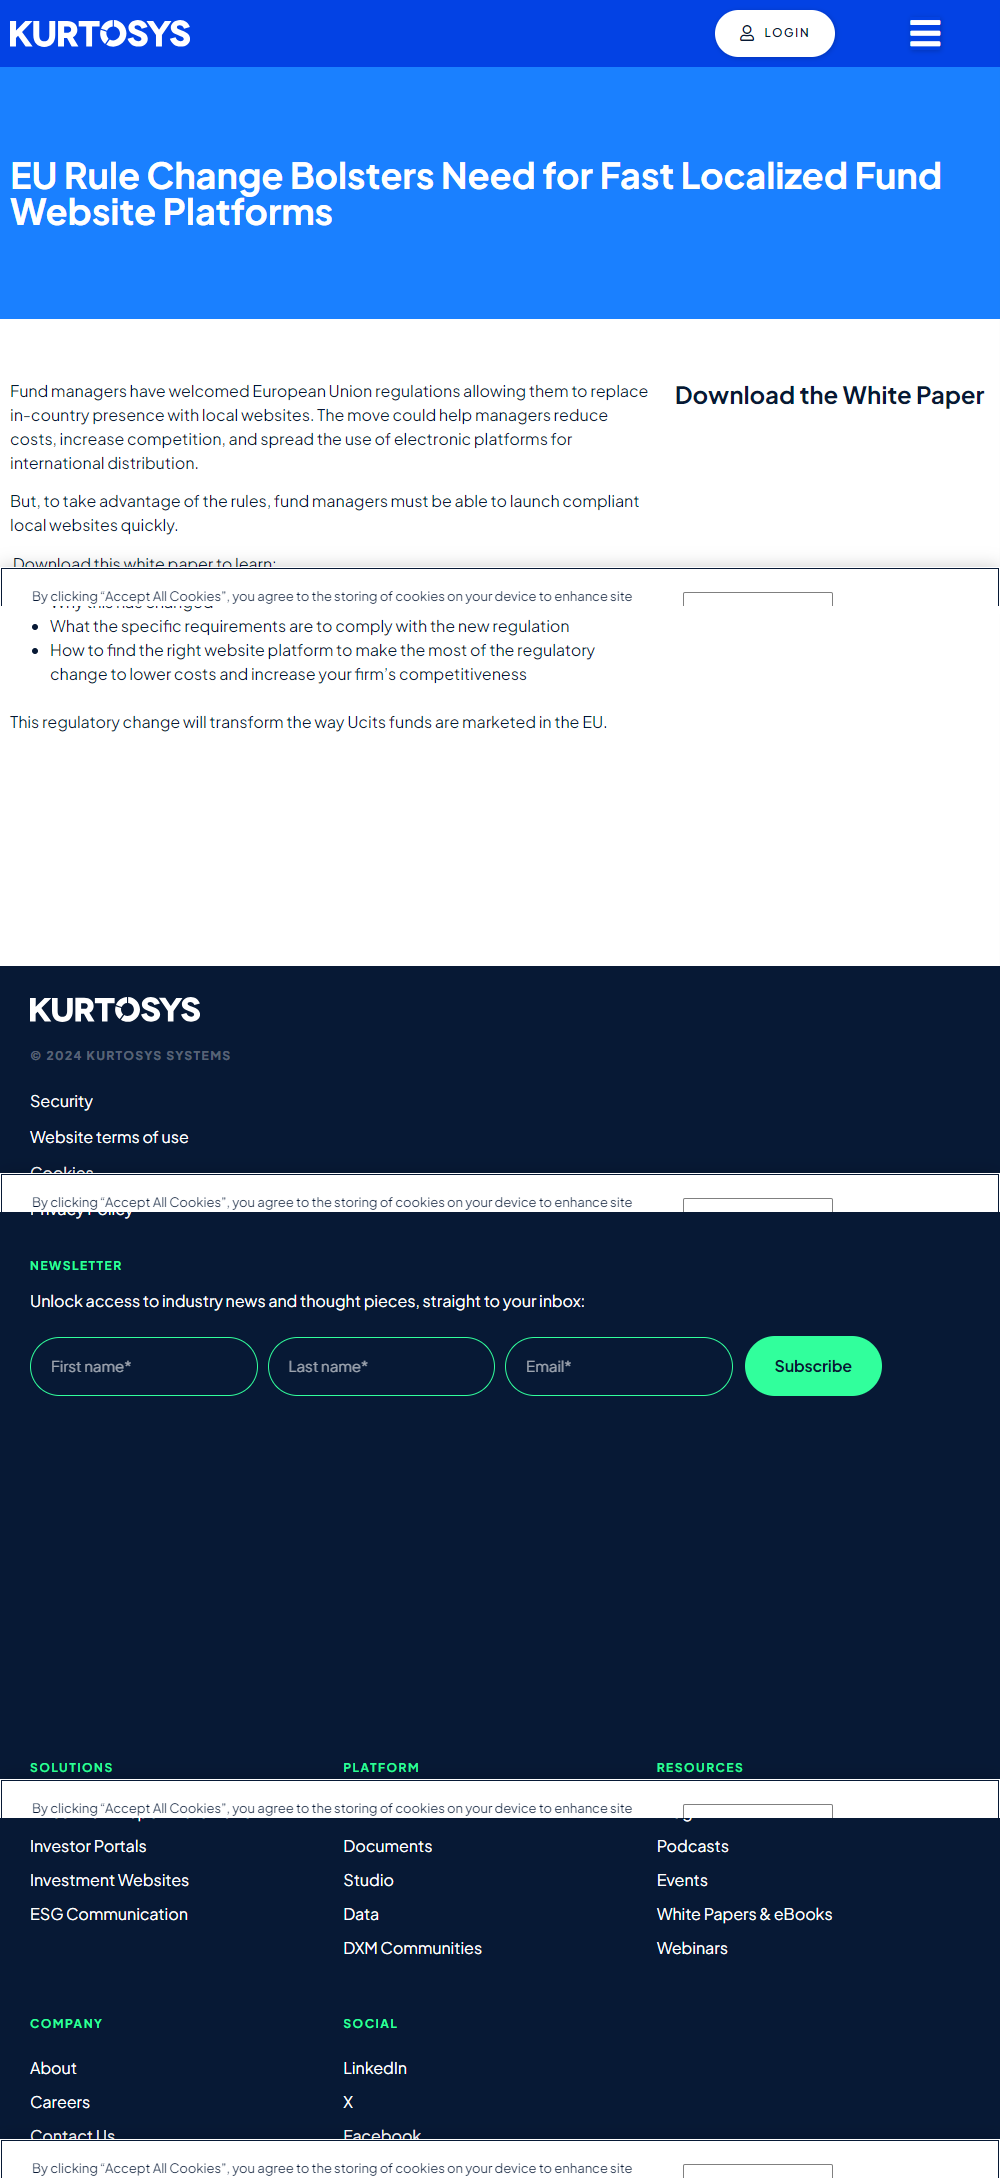 KURTOSYS
LOGIN
EU Rule Change Bolsters Need for Fast Localized Fund
Website Platforms
Fund managers have welcomed European Union regulations allowing them to replace
in-country presence with local websites. The move could help managers reduce
costs, increase competition, and spread the use of electronic platforms for
international distribution.
But, to take advantage of the rules, fund managers must be able to launch compliant
local websites quickly.
Download this white paper to learn:
Download the White Paper
By clicking “Accept All Cookies”, you agree to the storing of cookies on your device to enhance site
Why this has changed
What the specific requirements are to comply with the new regulation
How to find the right website platform to make the most of the regulatory
change to lower costs and increase your firm’s competitiveness
This regulatory change will transform the way Ucits funds are marketed in the EU.
KURTOSYS
© 2024 KURTOSYS SYSTEMS
Security
Website terms of use
Cookies
By clicking “Accept All Cookies”, you agree to the storing of cookies on your device to enhance site
Privacy Policy
NEWSLETTER
Unlock access to industry news and thought pieces, straight to your inbox:
First name*
Last name*
Email*
Subscribe
SOLUTIONS
PLATFORM
RESOURCES
By clicking “Accept All Cookies”, you agree to the storing of cookies on your device to enhance site
Investor Portals
Investment Websites
ESG Communication
Documents
Studio
Data
DXM Communities
Podcasts
Events
White Papers & eBooks
Webinars
COMPANY
About
Careers
Contact Us
SOCIAL
LinkedIn
X
Facebook
By clicking “Accept All Cookies”, you agree to the storing of cookies on your device to enhance site